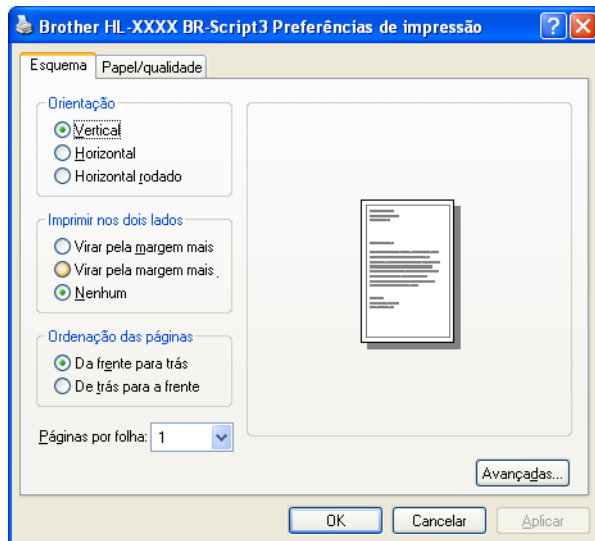 Brother HL-XXXX BR-Script3 Preferências de impressão
Esquema
Papel/qualidade
Orientação
Vertical
Horizontal
Horizontal rodado
Imprimir nos dois lados
Virar pela margem mais
Virar pela margem mais .
Nenhum
Ordenação das páginas
Da frente para trás
De trás para a frente
Páginas por folha: 1
Avançadas...
OK Cancelar Aplicar